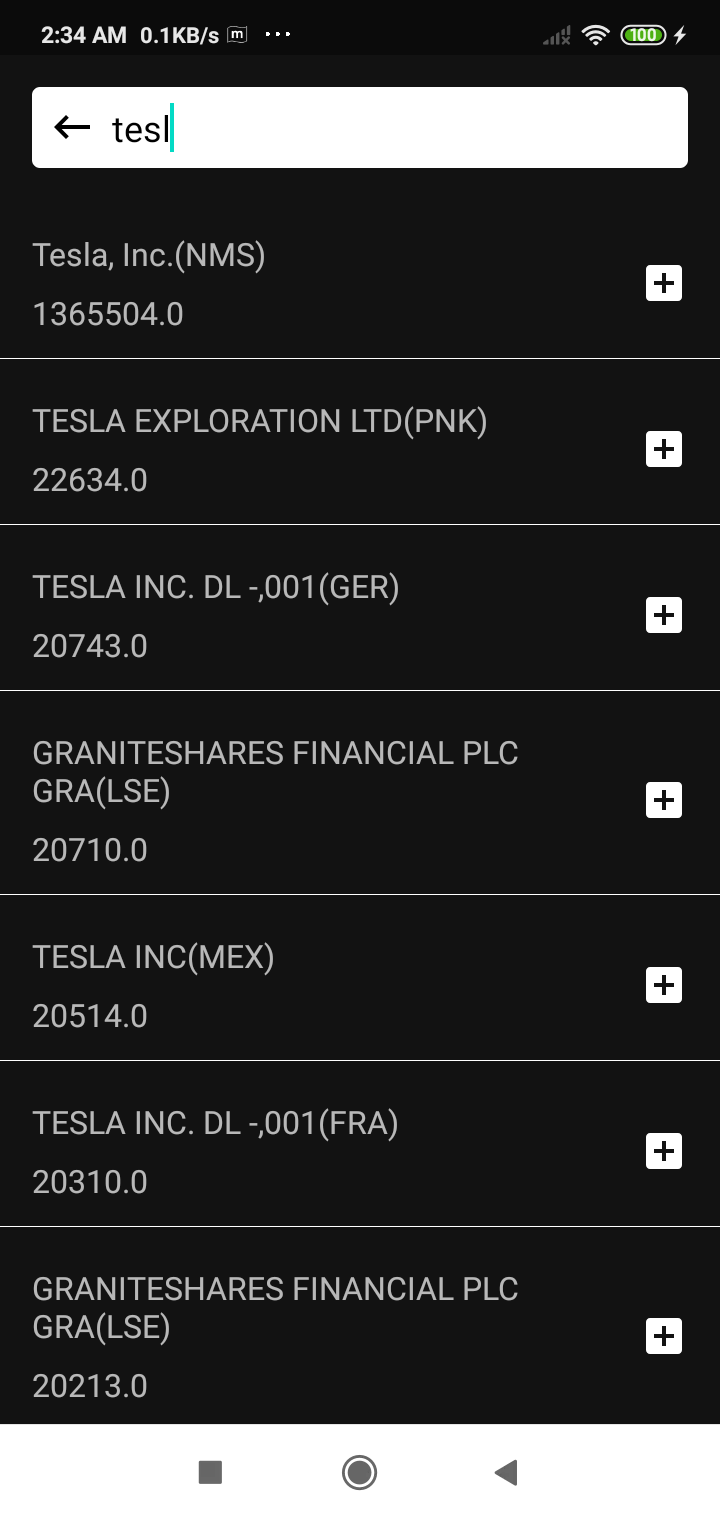 2:34 AM 0.1KB/s m ... 100
tesl
Tesla, Inc.(NMS)
1365504.0
TESLA EXPLORATION LTD(PNK)
22634.0
TESLA INC. DL -,001(GER)
20743.0
GRANITESHARES FINANCIAL PLC
GRA(LSE)
20710.0
TESLA INC(MEX)
20514.0
TESLA INC. DL -,001(FRA)
20310.0
GRANITESHARES FINANCIAL PLC
GRA(LSE)
20213.0